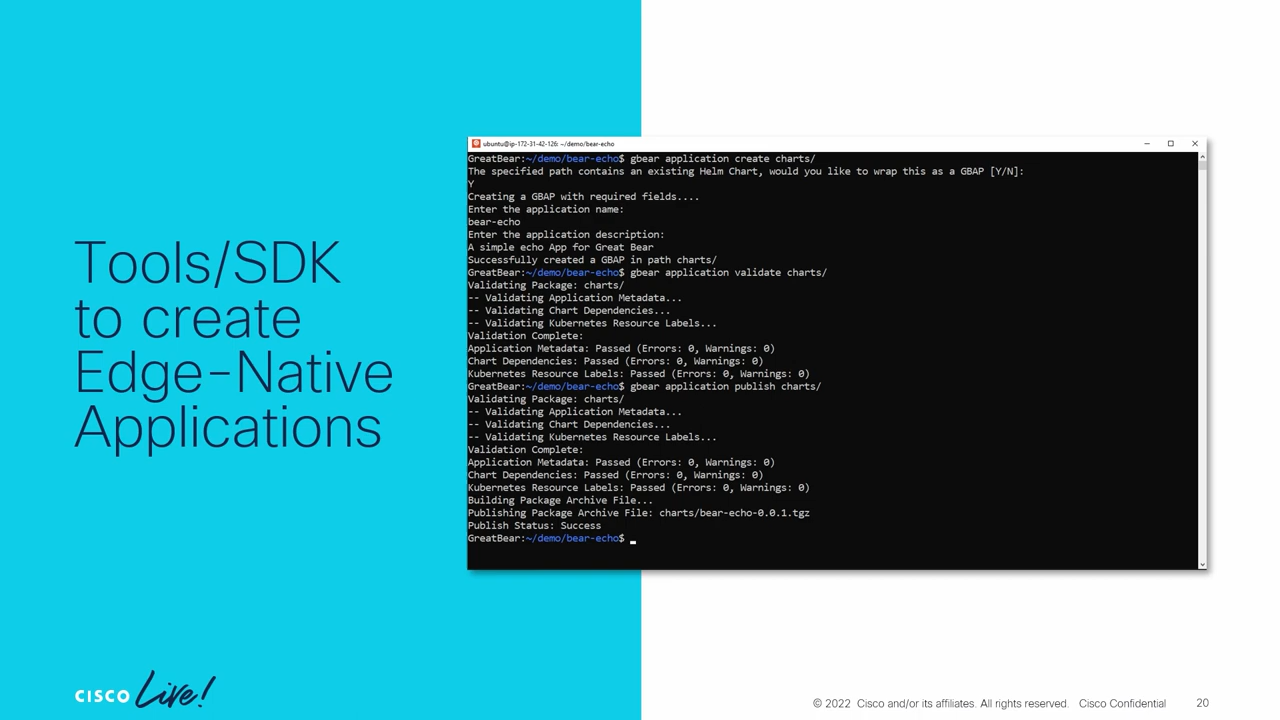 Tools/SDK
to create
Edge-Native
Applications
ubuntu@ip-172-31-42-126: ~/demo/bear-echo
GreatBear:~/demo/bear-echo$ gbear application create charts/
The specified path contains an existing Helm Chart, would you like to wrap this as a GBAP [Y/N]:
Y
Creating a GBAP with required fields....
Enter the application name:
bear-echo
Enter the application description:
A simple echo App for Great Bear
Successfully created a GBAP in path charts/
GreatBear:~/demo/bear-echo$ gbear application validate charts/
Validating Package: charts/
-- Validating Application Metadata...
-- Validating Chart Dependencies...
-- Validating Kubernetes Resource Labels...
Validation Complete:
Application Metadata: Passed (Errors: 0, Warnings: 0)
Chart Dependencies: Passed (Errors: 0, Warnings: 0)
Kubernetes Resource Labels: Passed (Errors: 0, Warnings: 0)
GreatBear:~/demo/bear-echo$ gbear application publish charts/
Validating Package: charts/
-- Validating Application Metadata...
-- Validating Chart Dependencies...
-- Validating Kubernetes Resource Labels...
Validation Complete:
Application Metadata: Passed (Errors: 0, Warnings: 0)
Chart Dependencies: Passed (Errors: 0, Warnings: 0)
Kubernetes Resource Labels: Passed (Errors: 0, Warnings: 0)
Building Package Archive File...
Publishing Package Archive File: charts/bear-echo-0.0.1.tgz
Publish Status: Success
GreatBear:~/demo/bear-echo$
CISCO Live!
© 2022 Cisco and/or its affiliates. All rights reserved. Cisco Confidential 20